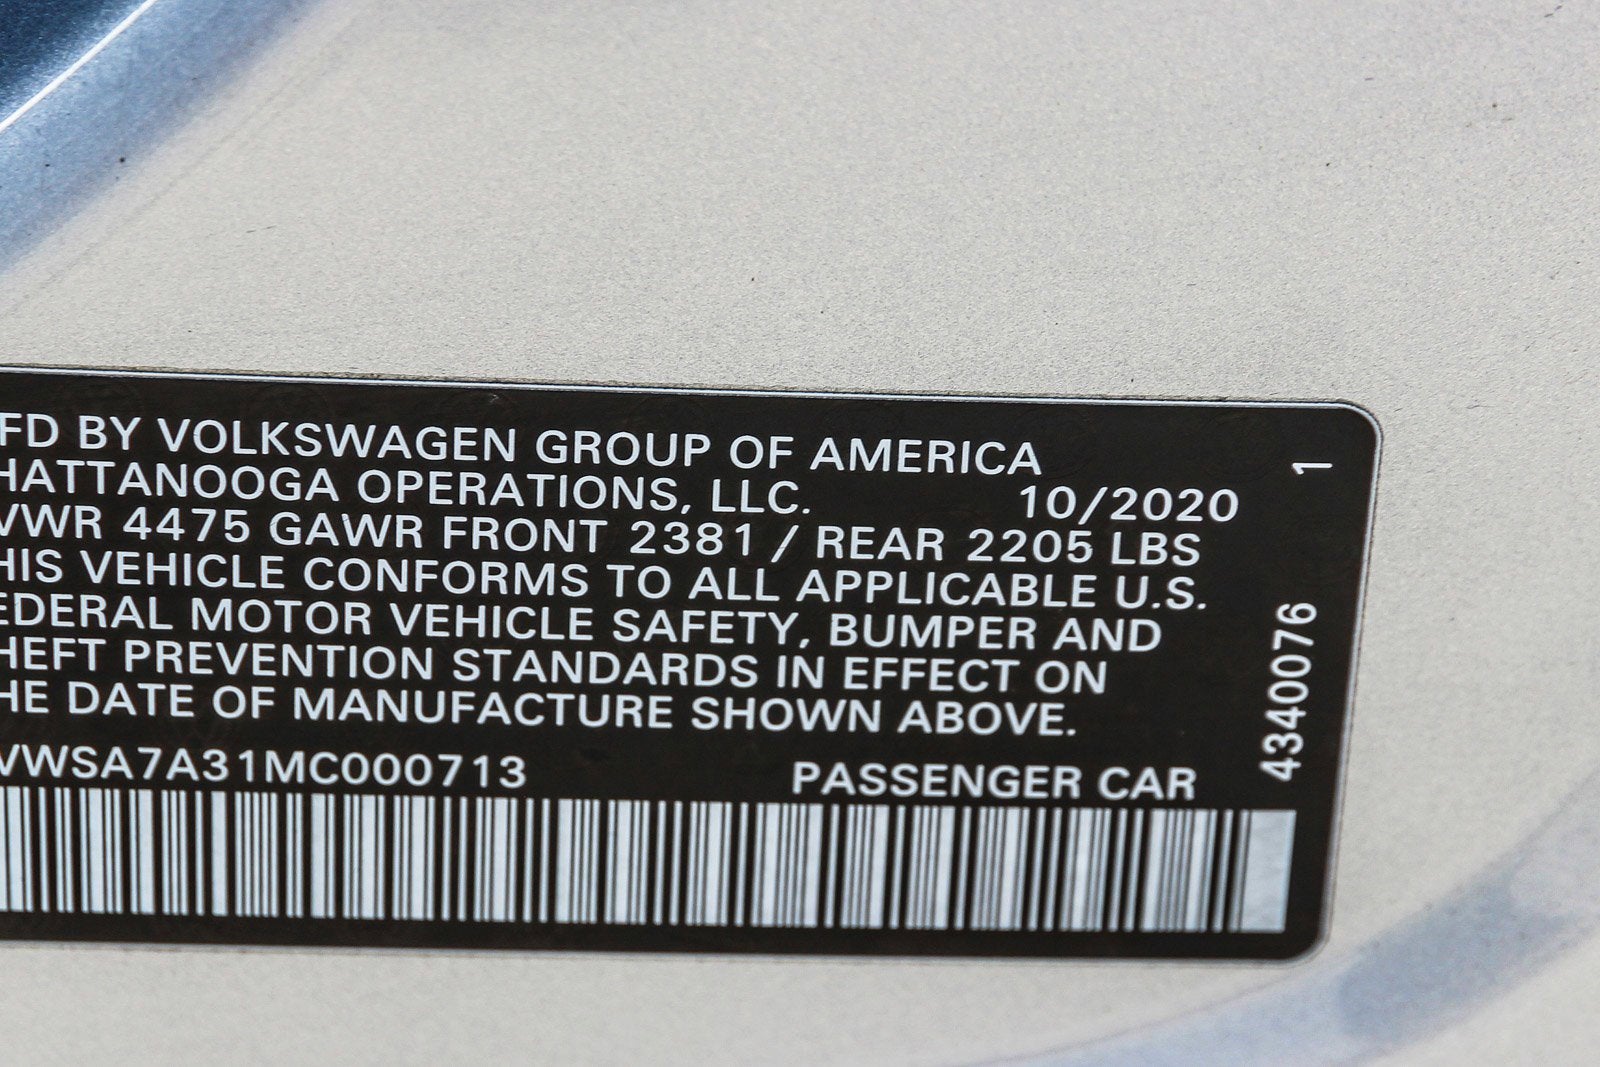 FD BY VOLKSWAGEN GROUP OF AMERICA
HATTANOOGA OPERATIONS, LLC. 10/2020
VWR 4475 GAWR FRONT 2381 / REAR 2205 LBS
HIS VEHICLE CONFORMS TO ALL APPLICABLE U.S.
EDERAL MOTOR VEHICLE SAFETY, BUMPER AND
HEFT PREVENTION STANDARDS IN EFFECT ON
HE DATE OF MANUFACTURE SHOWN ABOVE.
VWSA7A31MC000713 PASSENGER CAR
4340076 1